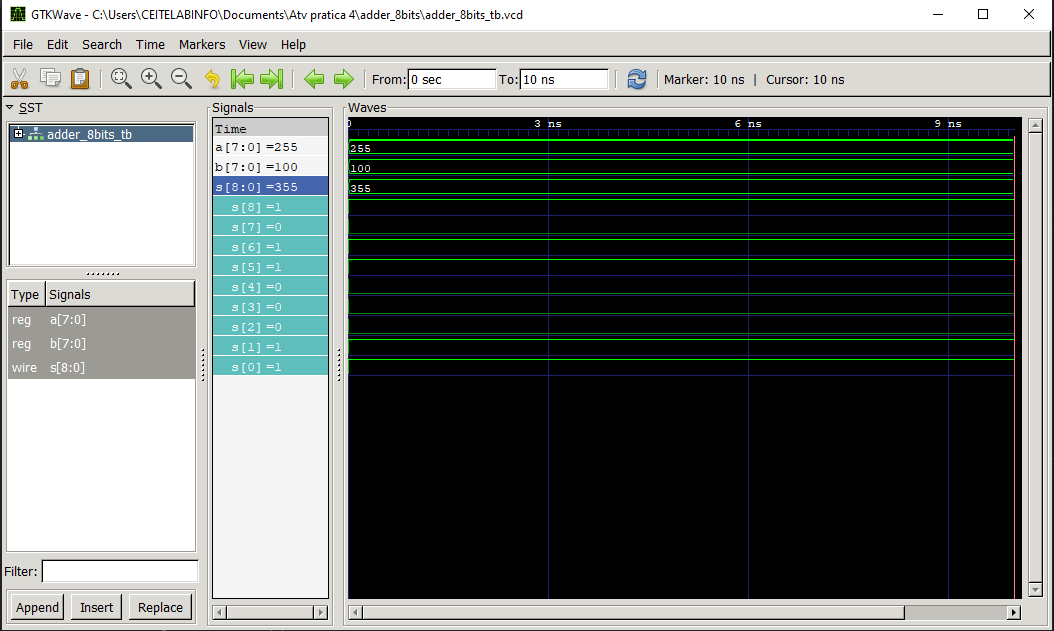 GTKWave - C:\Users\CEITELABINFO\Documents\Atv pratica 4\adder_8bits\adder_8bits_tb.vcd
File Edit Search Time Markers View Help
From: 0 sec To: 10 ns Marker: 10 ns | Cursor: 10 ns
SST
adder_8bits_tb
Type Signals
reg a[7:0]
reg b[7:0]
wire s[8:0]
Filter:
Append Insert Replace
Signals
Time
a[7:0] =255
b[7:0] =100
s[8:0] =355
s[8] =1
s[7] =0
s[6] =1
s[5] =1
s[4] =0
s[3] =0
s[2] =0
s[1] =1
s[0] =1
Waves
0 3 ns 6 ns 9 ns
255
100
355